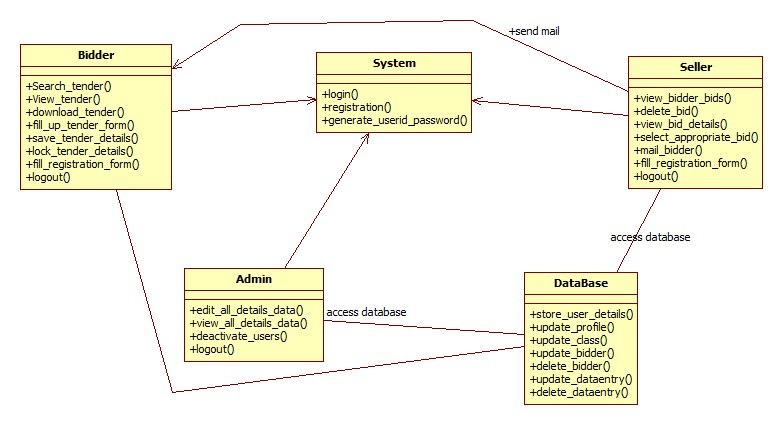 +send mail
Bidder
+Search_tender()
+View_tender()
+download_tender()
+fill_up_tender_form()
+save_tender_details()
+lock_tender_details()
+fill_registration_form()
+logout()
System
+login()
+registration()
+generate_userid_password()
Seller
+view_bidder_bids()
+delete_bid()
+view_bid_details()
+select_appropriate_bid()
+mail_bidder()
+fill_registration_form()
+logout()
access database
Admin
+edit_all_details_data()
+view_all_details_data()
+deactivate_users()
+logout()
access database
DataBase
+store_user_details()
+update_profile()
+update_class()
+update_bidder()
+delete_bidder()
+update_dataentry()
+delete_dataentry()